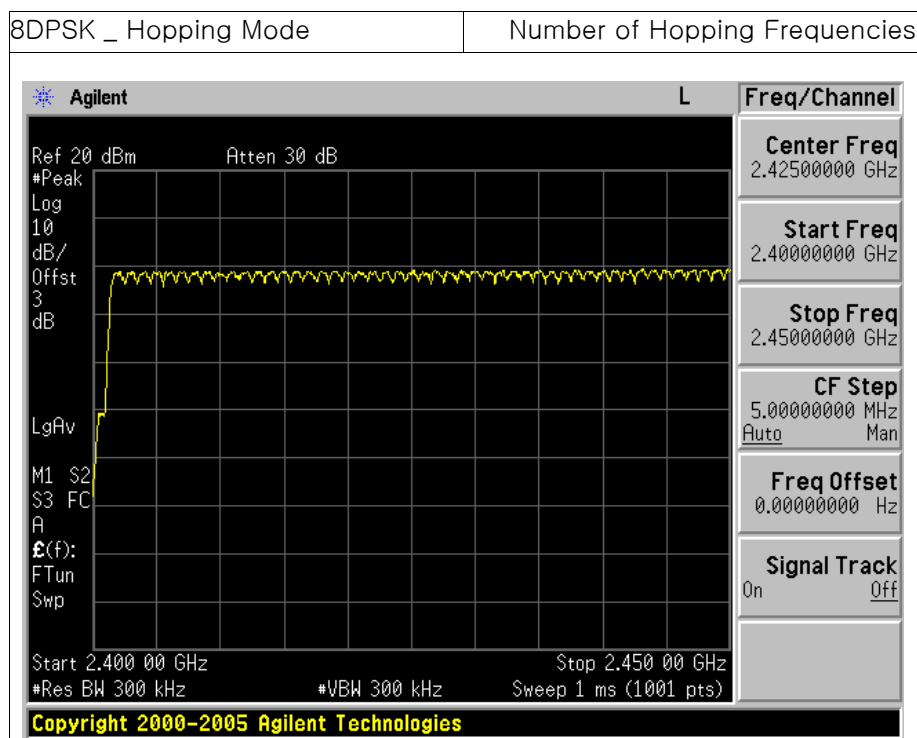 8DPSK _ Hopping Mode Number of Hopping Frequencies
Agilent L Freq/Channel
Ref 20 dBm Atten 30 dB
#Peak
Log
10
dB/
Offst
3
dB
LgAv
M1 S2
S3 FC
A
£(f):
FTun
Swp
Start 2.400 00 GHz Stop 2.450 00 GHz
#Res BW 300 kHz #VBW 300 kHz Sweep 1 ms (1001 pts)
Copyright 2000-2005 Agilent Technologies
Center Freq
2.42500000 GHz
Start Freq
2.40000000 GHz
Stop Freq
2.45000000 GHz
CF Step
5.00000000 MHz
Auto Man
Freq Offset
0.00000000 Hz
Signal Track
On Off